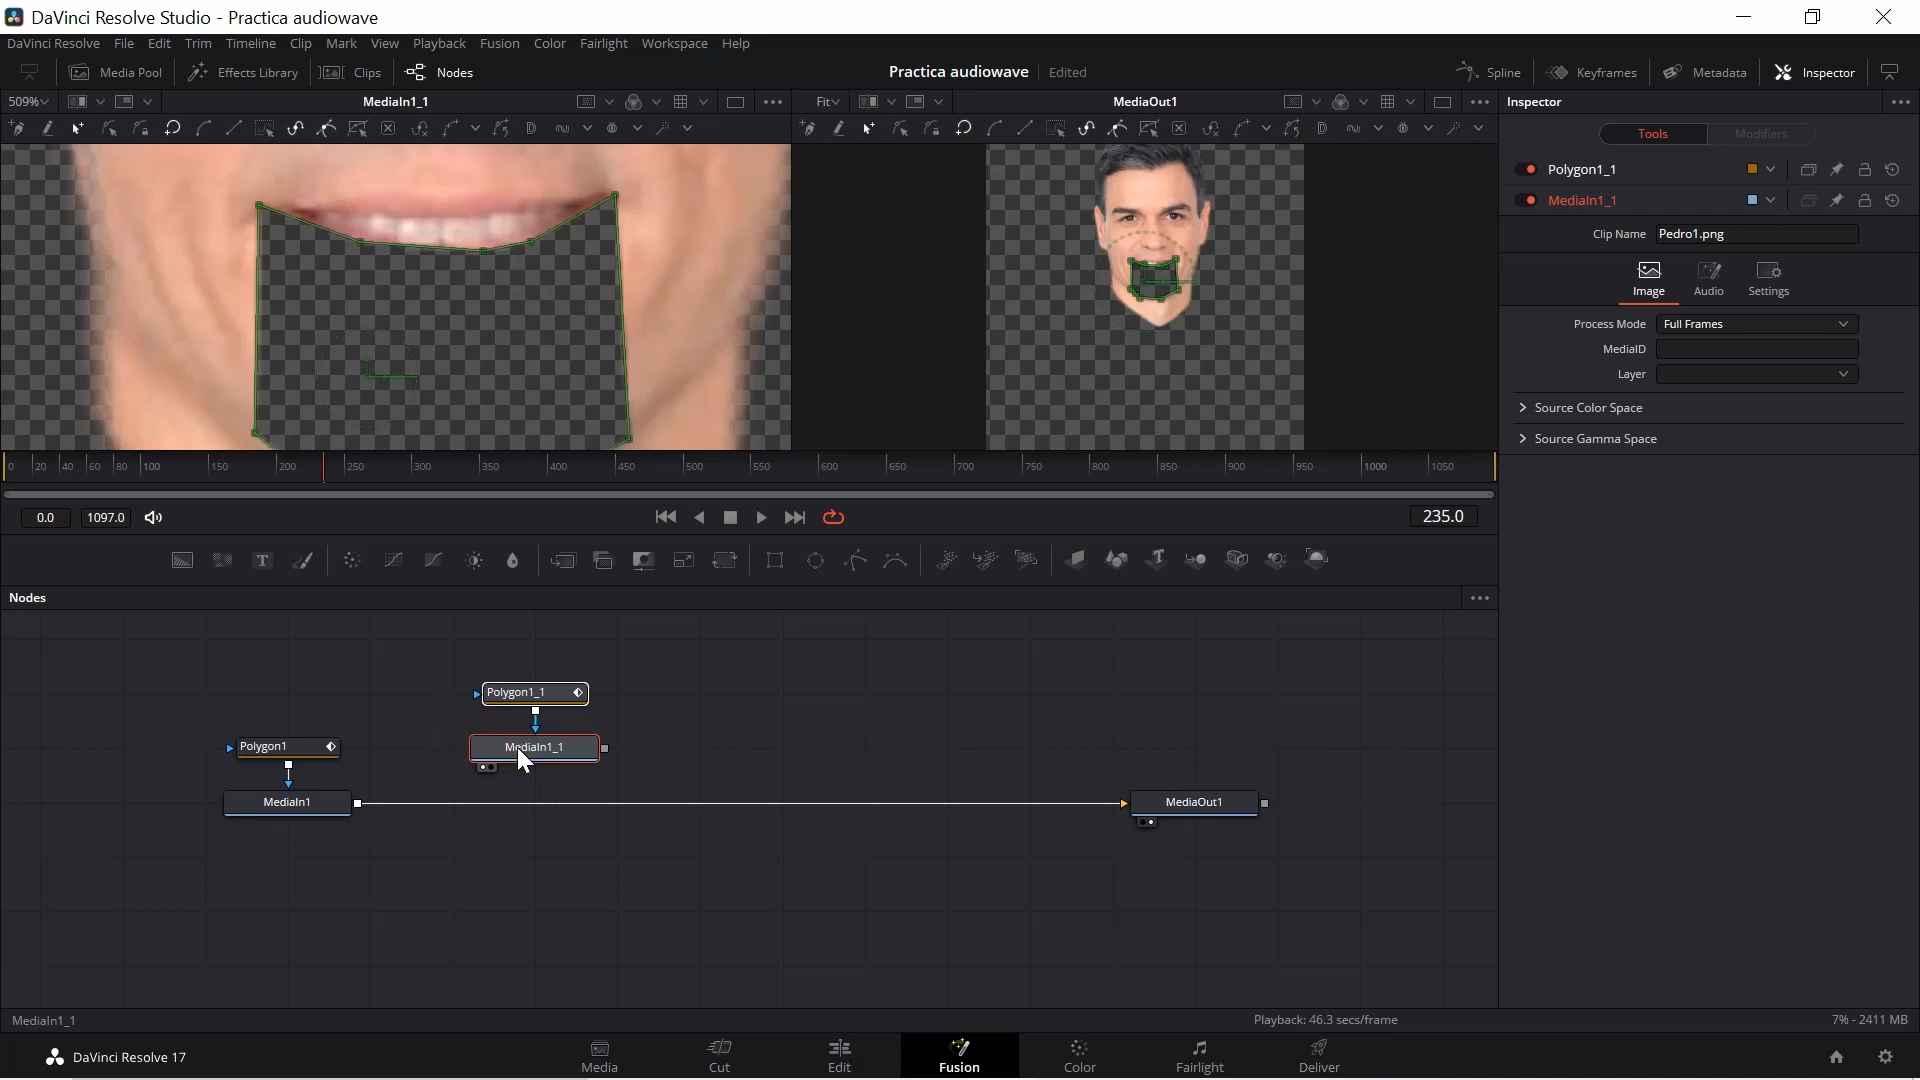 DaVinci Resolve Studio - Practica audiowave
DaVinci Resolve File Edit Trim Timeline Clip Mark View Playback Fusion Color Fairlight Workspace Help
Media Pool Effects Library Clips Nodes Practica audiowave Edited Spline Keyframes Metadata Inspector
509% MediaIn1_1 Fit MediaOut1 Inspector
Tools Modifiers
Polygon1_1
MediaIn1_1
Clip Name Pedro1.png
Image Audio Settings
Process Mode Full Frames
MediaID
Layer
Source Color Space
Source Gamma Space
0 20 40 60 80 100 150 200 250 300 350 400 450 500 550 600 650 700 750 800 850 900 950 1000 1050
0.0 1097.0 235.0
Nodes
Polygon1_1
MediaIn1_1
Polygon1
MediaIn1 MediaOut1
MediaIn1_1 Playback: 46.3 secs/frame 7% - 2411 MB
DaVinci Resolve 17 Media Cut Edit Fusion Color Fairlight Deliver